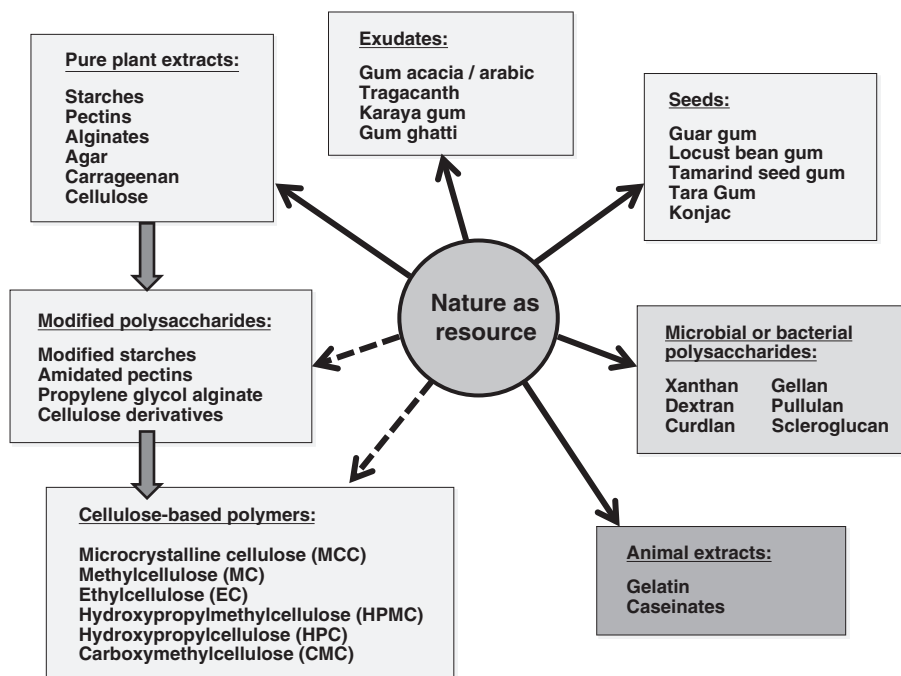 Pure plant extracts:
Starches
Pectins
Alginates
Agar
Carrageenan
Cellulose
Exudates:
Gum acacia / arabic
Tragacanth
Karaya gum
Gum ghatti
Seeds:
Guar gum
Locust bean gum
Tamarind seed gum
Tara Gum
Konjac
Nature as
resource
Modified polysaccharides:
Modified starches
Amidated pectins
Propylene glycol alginate
Cellulose derivatives
Microbial or bacterial
polysaccharides:
Xanthan Gellan
Dextran Pullulan
Curdlan Scleroglucan
Cellulose-based polymers:
Microcrystalline cellulose (MCC)
Methylcellulose (MC)
Ethylcellulose (EC)
Hydroxypropylmethylcellulose (HPMC)
Hydroxypropylcellulose (HPC)
Carboxymethylcellulose (CMC)
Animal extracts:
Gelatin
Caseinates